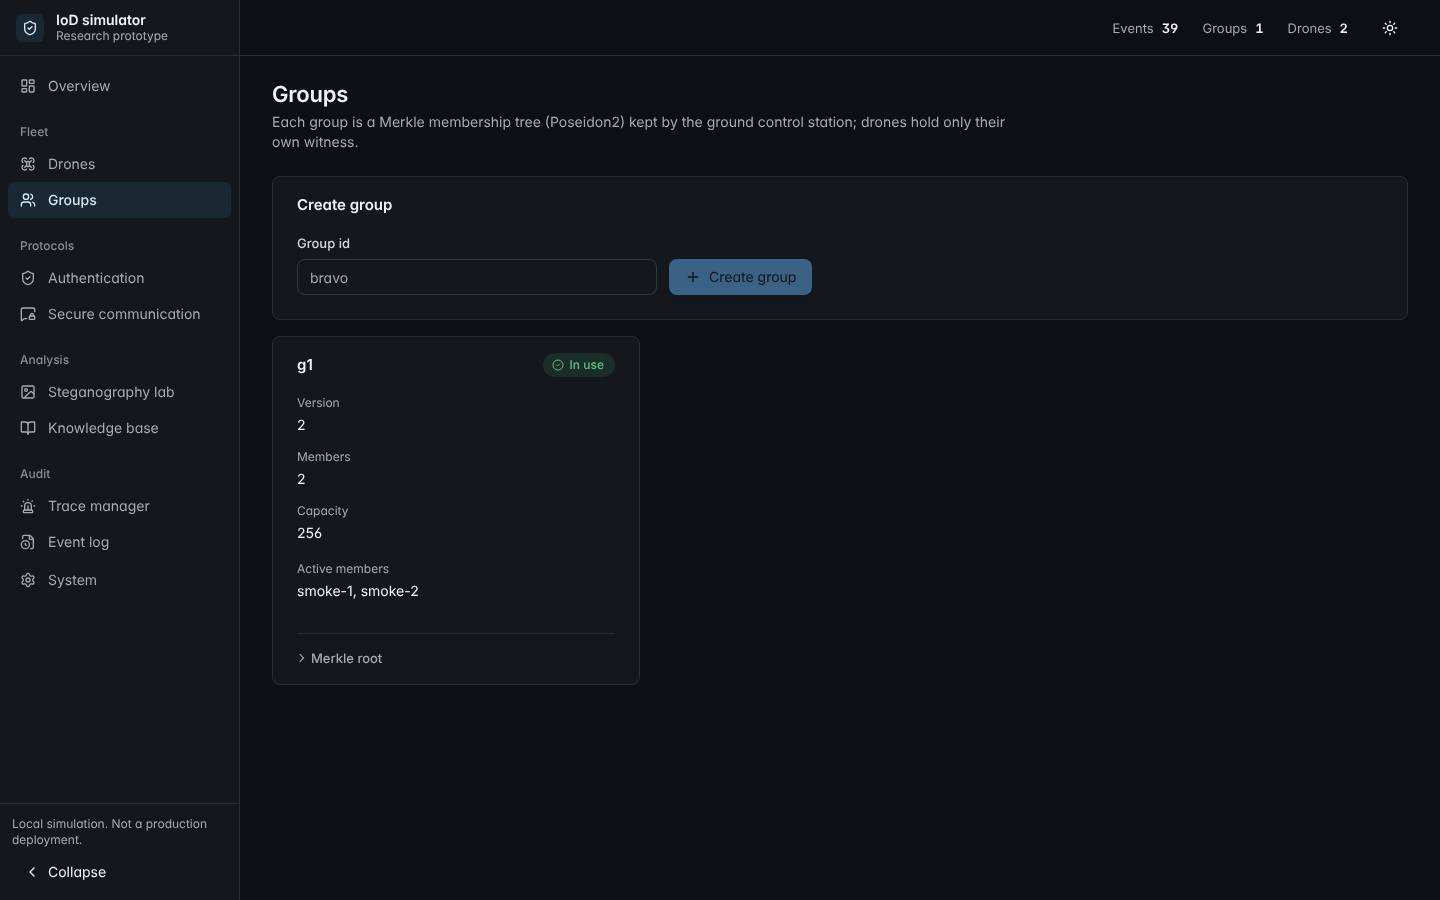 IoD simulator
Research prototype
Events 39 Groups 1 Drones 2
Overview
Fleet
Drones
Groups
Protocols
Authentication
Secure communication
Analysis
Steganography lab
Knowledge base
Audit
Trace manager
Event log
System
Local simulation. Not a production
deployment.
Collapse
Groups
Each group is a Merkle membership tree (Poseidon2) kept by the ground control station; drones hold only their
own witness.
Create group
Group id
bravo
Create group
g1
In use
Version
2
Members
2
Capacity
256
Active members
smoke-1, smoke-2
Merkle root